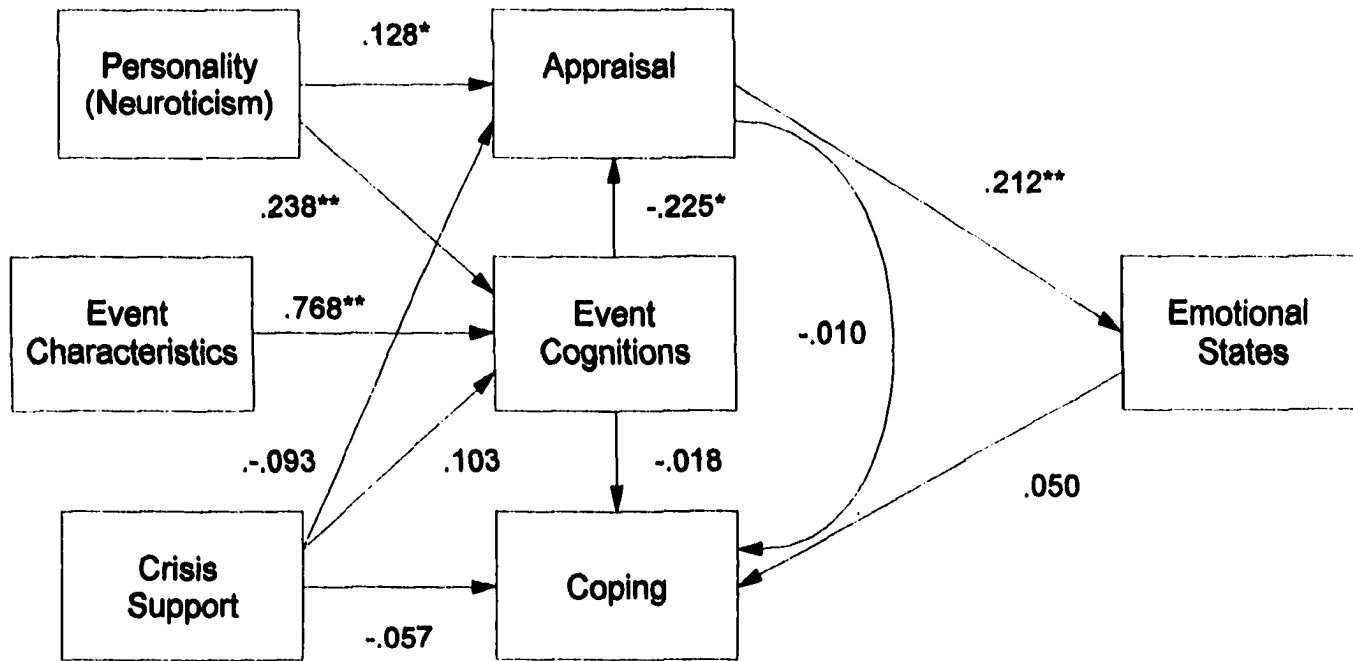 Personality
(Neuroticism)
.128*
Appraisal
.238**
-.225*
.212**
Event
Characteristics
.768**
Event
Cognitions
-.010
Emotional
States
.-.093
.103
-.018
.050
Crisis
Support
-.057
Coping